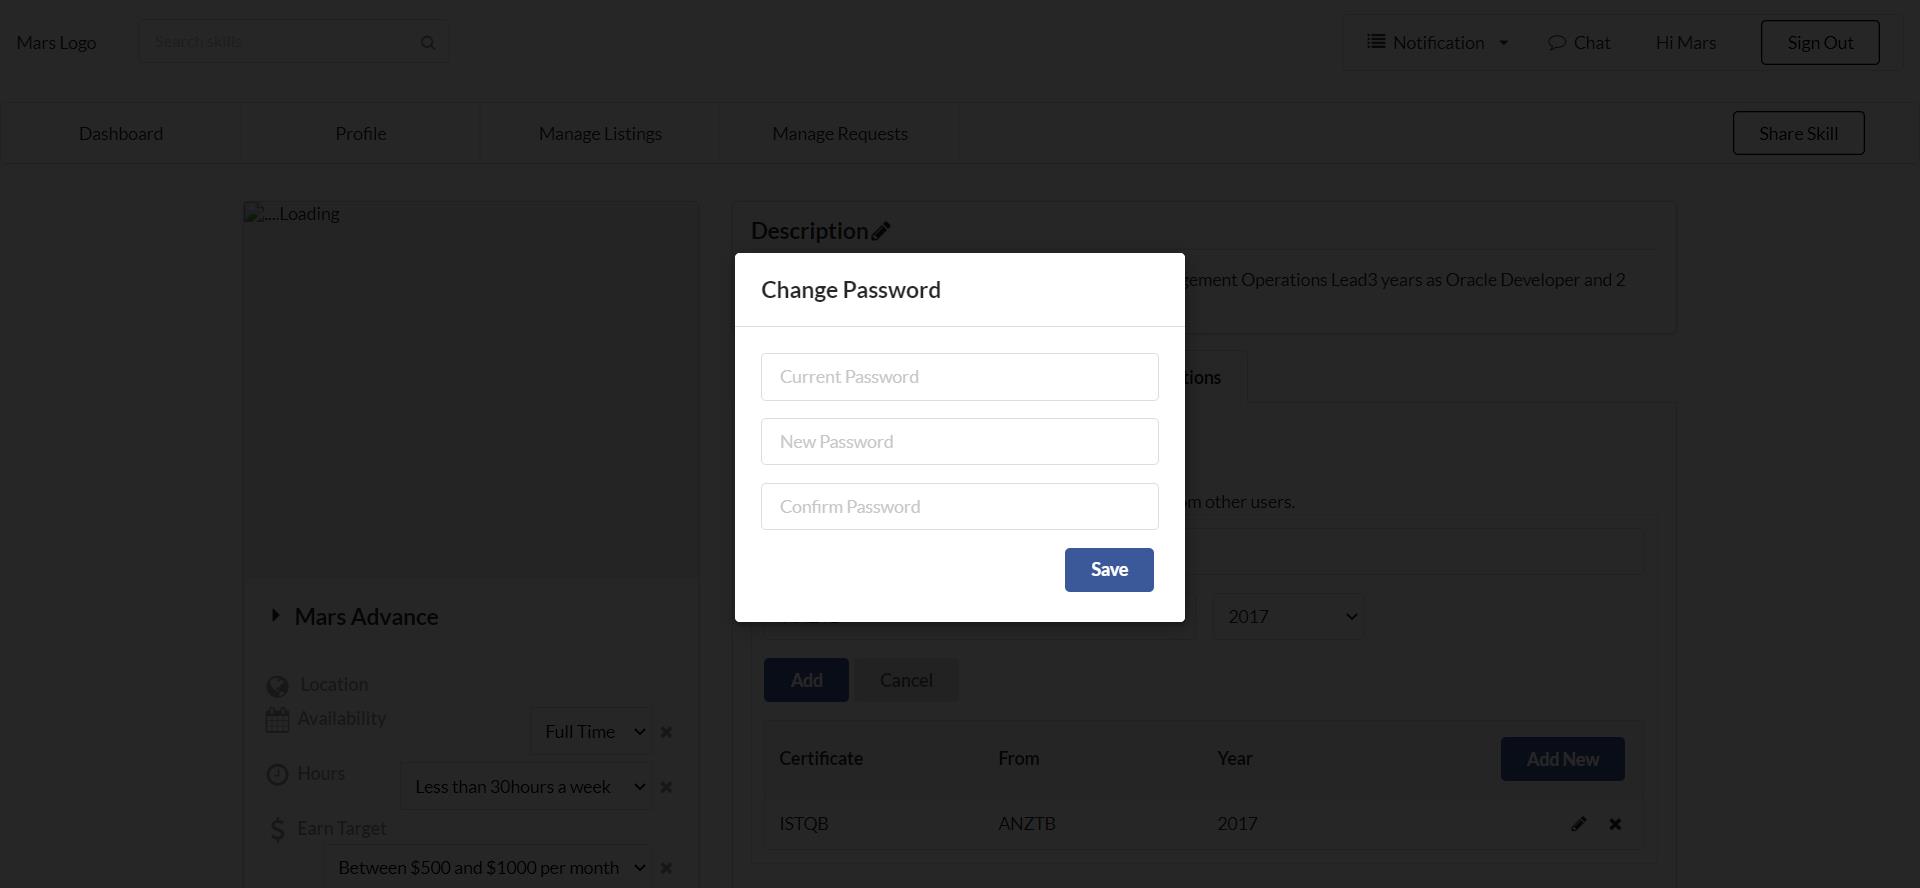 Mars Logo
Search skills
Notification
Chat
Hi Mars
Sign Out
Dashboard
Profile
Manage Listings
Manage Requests
Share Skill
....Loading
Description
Change Password
gement Operations Lead3 years as Oracle Developer and 2
Current Password
tions
New Password
Confirm Password
om other users.
Save
Mars Advance
2017
Location
Add
Cancel
Availability
Full Time
Certificate
From
Year
Add New
Hours
Less than 30hours a week
Earn Target
ISTQB
ANZTB
2017
Between $500 and $1000 per month